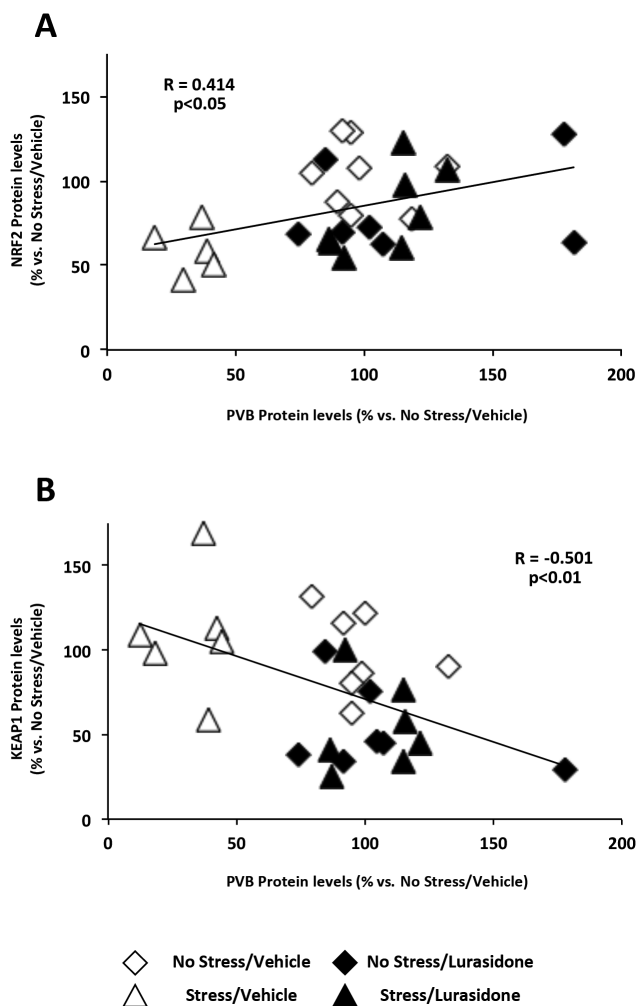 A
R = 0.414
p<0.05
NRF2 Protein levels
(% vs. No Stress/Vehicle)
150
100
50
0
0 50 100 150 200
PVB Protein levels (% vs. No Stress/Vehicle)
B
R = -0.501
p<0.01
KEAP1 Protein levels
(% vs. No Stress/Vehicle)
150
100
50
0
0 50 100 150 200
PVB Protein levels (% vs. No Stress/Vehicle)
No Stress/Vehicle No Stress/Lurasidone
Stress/Vehicle Stress/Lurasidone